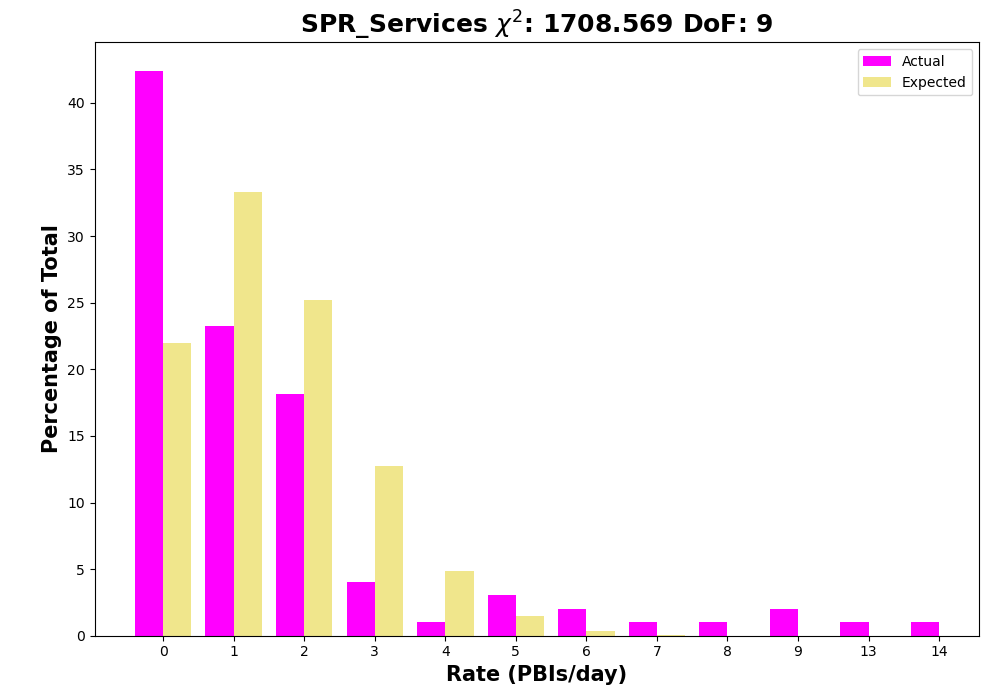 SPR_Services χ²: 1708.569 DoF: 9
Actual
Expected
40
35
30
25
20
15
10
5
0
Percentage of Total
0 1 2 3 4 5 6 7 8 9 13 14
Rate (PBIs/day)